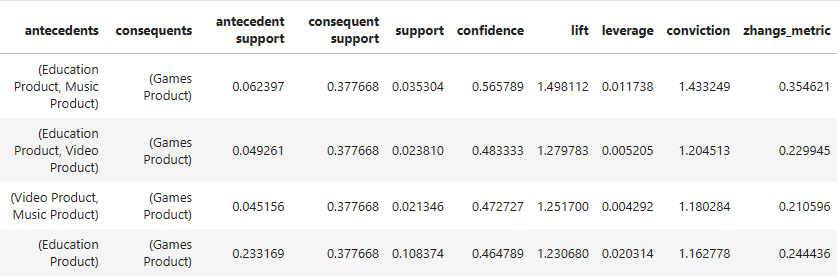 antecedents consequents antecedent support consequent support support confidence lift leverage conviction zhangs_metric
(Education Product, Music Product) (Games Product) 0.062397 0.377668 0.035304 0.565789 1.498112 0.011738 1.433249 0.354621
(Education Product, Video Product) (Games Product) 0.049261 0.377668 0.023810 0.483333 1.279783 0.005205 1.204513 0.229945
(Video Product, Music Product) (Games Product) 0.045156 0.377668 0.021346 0.472727 1.251700 0.004292 1.180284 0.210596
(Education Product) (Games Product) 0.233169 0.377668 0.108374 0.464789 1.230680 0.020314 1.162778 0.244436